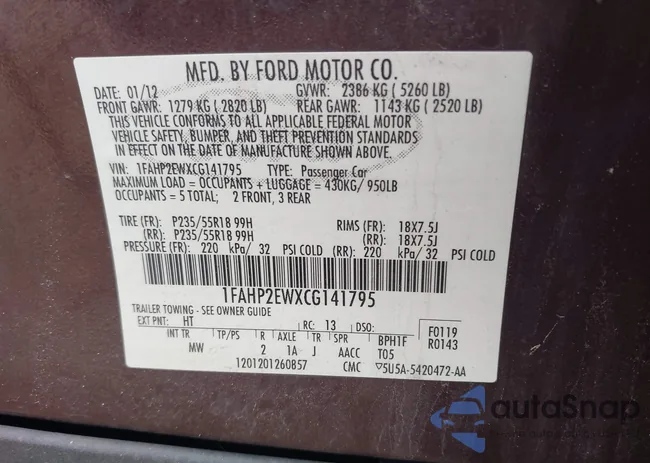 MFD. BY FORD MOTOR CO.
DATE: 01/12 GVWR: 2386 KG ( 5260 LB)
FRONT GAWR: 1279 KG ( 2820 LB) REAR GAWR: 1143 KG ( 2520 LB)
THIS VEHICLE CONFORMS TO ALL APPLICABLE FEDERAL MOTOR
VEHICLE SAFETY, BUMPER, AND THEFT PREVENTION STANDARDS
IN EFFECT ON THE DATE OF MANUFACTURE SHOWN ABOVE.
VIN: 1FAHP2EWXCG141795 TYPE: Passenger Car
MAXIMUM LOAD = OCCUPANTS + LUGGAGE = 430KG/ 950LB
OCCUPANTS = 5 TOTAL; 2 FRONT, 3 REAR
TIRE (FR): P235/55R18 99H RIMS (FR): 18X7.5J
(RR): P235/55R18 99H (RR): 18X7.5J
PRESSURE (FR): 220 kPa/ 32 PSI COLD (RR): 220 kPa/ 32 PSI COLD
1FAHP2EWXCG141795
TRAILER TOWING - SEE OWNER GUIDE
EXT PNT: HT RC: 13 DSO: F0119
INT TR TP/PS R AXLE TR SPR BPH1F R0143
MW 2 1A J AACC T05
1201201260857 CMC 5U5A-5420472-AA
autoSnap